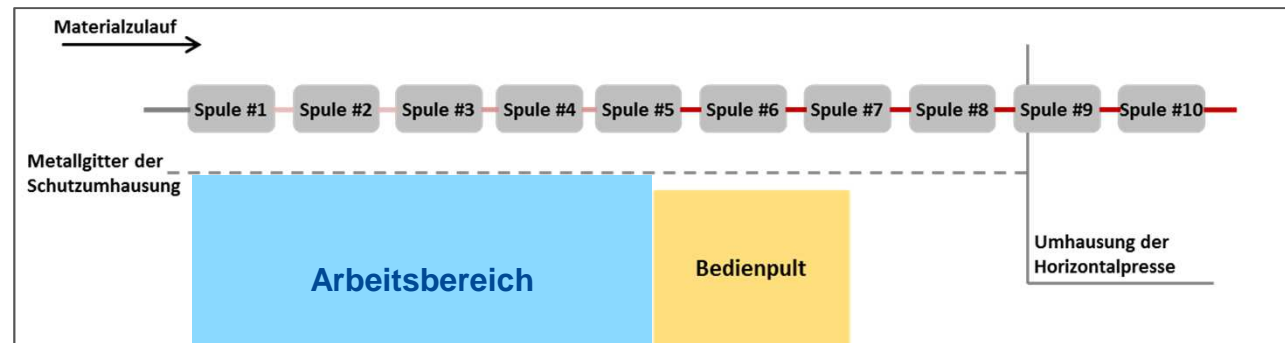 Materialzulauf
Spule #1
Spule #2
Spule #3
Spule #4
Spule #5
Spule #6
Spule #7
Spule #8
Spule #9
Spule #10
Metallgitter der
Schutzumhausung
Arbeitsbereich
Bedienpult
Umhausung der
Horizontalpresse